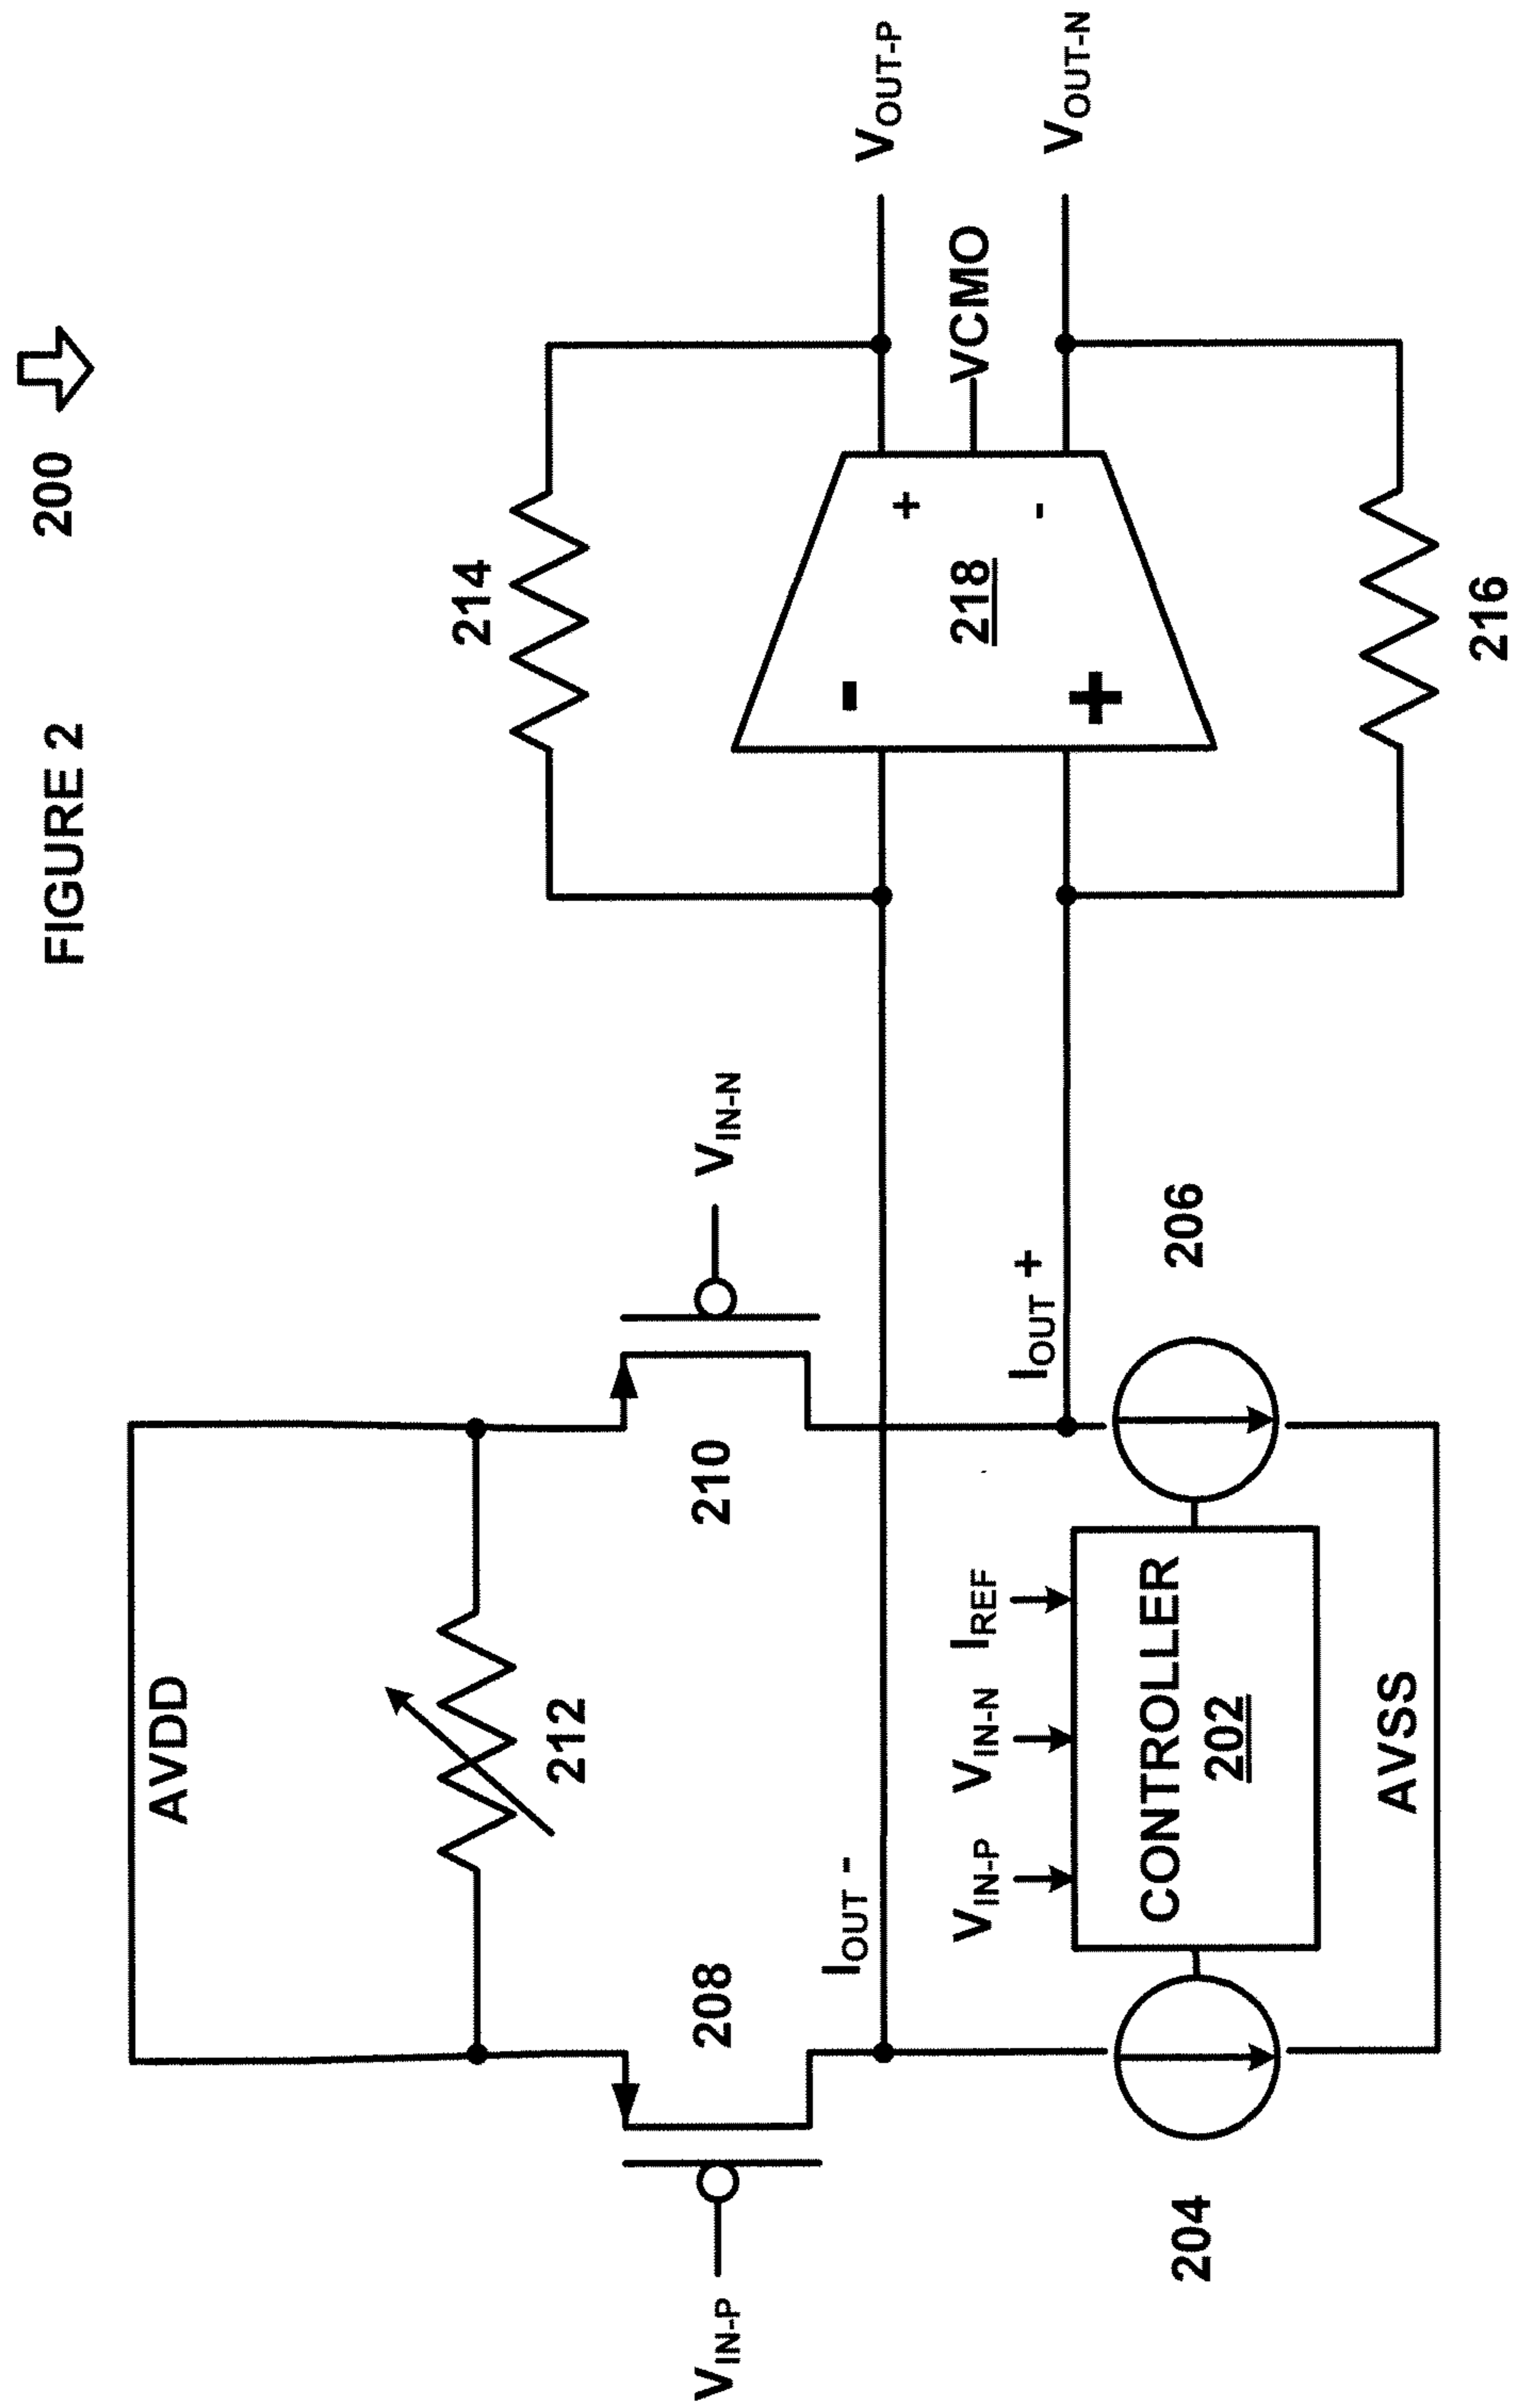 FIGURE 2
200
AVDD
212
214
V_IN-P
208
210
V_IN-N
I_OUT -
I_OUT +
-
+
218
+
-
VCMO
V_OUT-P
V_OUT-N
V_IN-P
V_IN-N
I_REF
CONTROLLER
202
204
206
AVSS
216